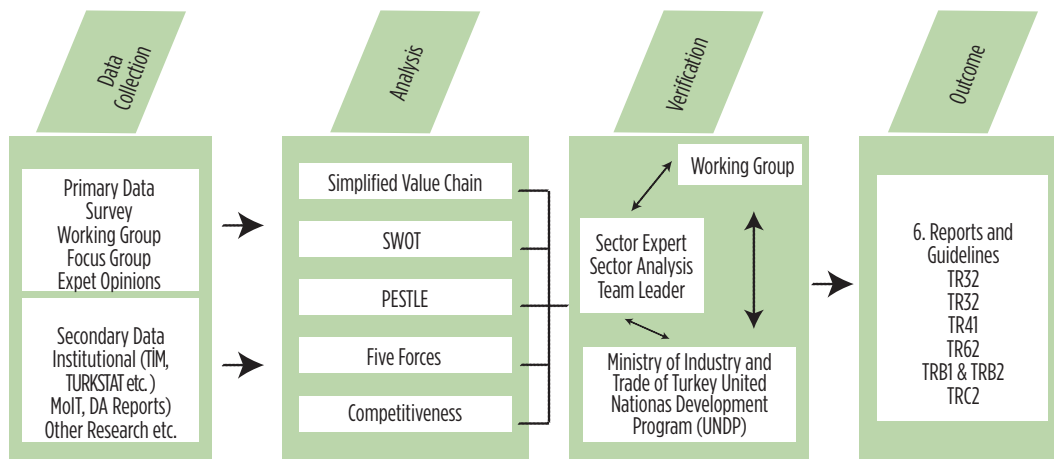 Data
Collection
Primary Data
Survey
Working Group
Focus Group
Expet Opinions
Secondary Data
Institutional (TİM,
TURKSTAT etc.)
MoIT, DA Reports)
Other Research etc.
Analysis
Simplified Value Chain
SWOT
PESTLE
Five Forces
Competitiveness
Verification
Working Group
Sector Expert
Sector Analysis
Team Leader
Ministry of Industry and
Trade of Turkey United
Nationas Development
Program (UNDP)
Outcome
6. Reports and
Guidelines
TR32
TR32
TR41
TR62
TRB1 & TRB2
TRC2